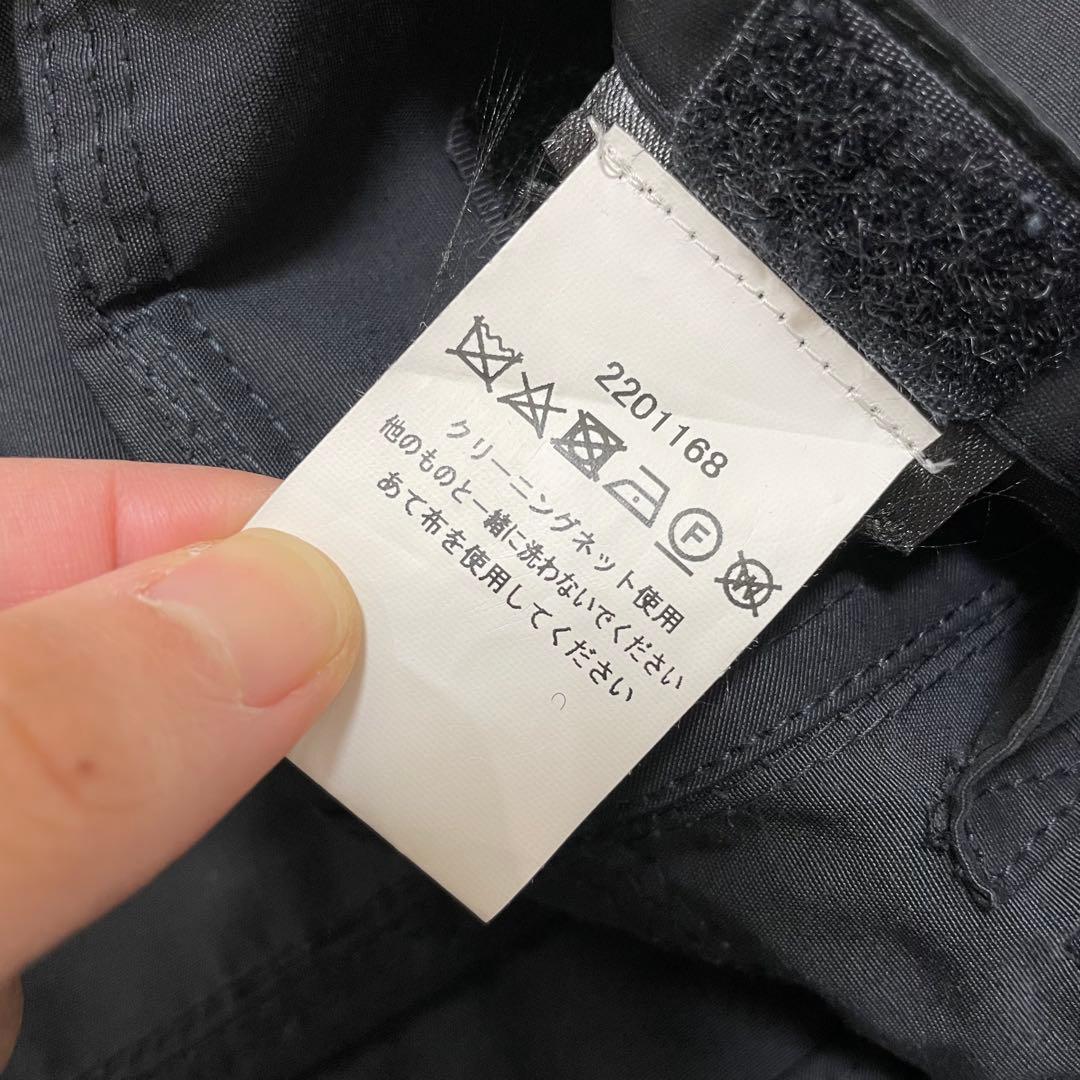 2201168
F
W
クリーニングネット使用
他のものと一緒に洗わないでください
あて布を使用してください